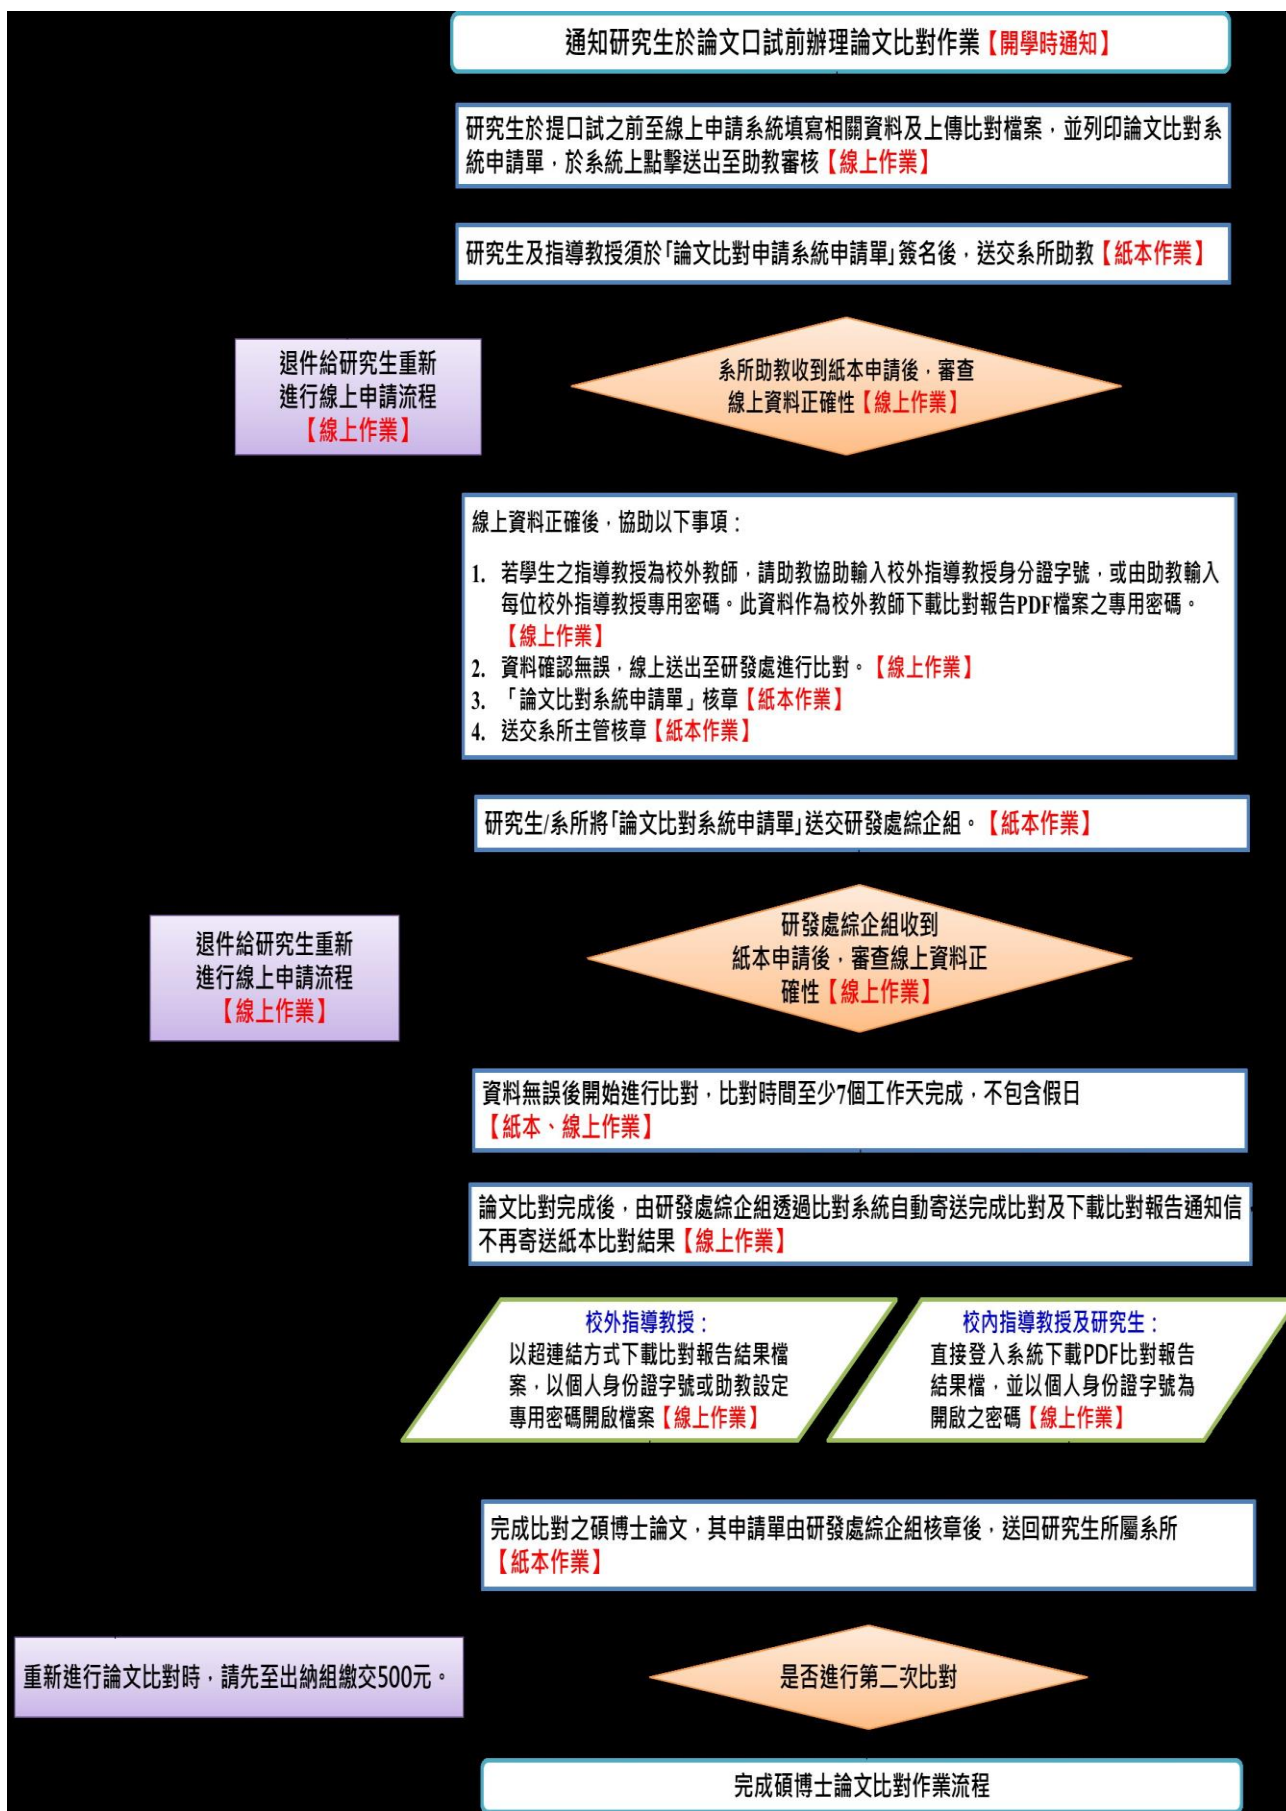 通知研究生於論文口試前辦理論文比對作業【開學時通知】
研究生於提口試之前至線上申請系統填寫相關資料及上傳比對檔案，並列印論文比對系
統申請單，於系統上點擊送出至助教審核【線上作業】
研究生及指導教授須於「論文比對申請系統申請單」簽名後，送交系所助教【紙本作業】
退件給研究生重新
進行線上申請流程
【線上作業】
系所助教收到紙本申請後，審查
線上資料正確性【線上作業】
線上資料正確後，協助以下事項：
1. 若學生之指導教授為校外教師，請助教協助輸入校外指導教授身分證字號，或由助教輸入
每位校外指導教授專用密碼。此資料作為校外教師下載比對報告PDF檔案之專用密碼。
【線上作業】
2. 資料確認無誤，線上送出至研發處進行比對。【線上作業】
3. 「論文比對系統申請單」核章【紙本作業】
4. 送交系所主管核章【紙本作業】
研究生/系所將「論文比對系統申請單」送交研發處綜企組。【紙本作業】
退件給研究生重新
進行線上申請流程
【線上作業】
研發處綜企組收到
紙本申請後，審查線上資料正
確性【線上作業】
資料無誤後開始進行比對，比對時間至少7個工作天完成，不包含假日
【紙本、線上作業】
論文比對完成後，由研發處綜企組透過比對系統自動寄送完成比對及下載比對報告通知信，
不再寄送紙本比對結果【線上作業】
校外指導教授：
以超連結方式下載比對報告結果檔
案，以個人身份證字號或助教設定
專用密碼開啟檔案【線上作業】
校內指導教授及研究生：
直接登入系統下載PDF比對報告
結果檔，並以個人身份證字號為
開啟之密碼【線上作業】
完成比對之碩博士論文，其申請單由研發處綜企組核章後，送回研究生所屬系所
【紙本作業】
重新進行論文比對時，請先至出納組繳交500元。
是否進行第二次比對
完成碩博士論文比對作業流程